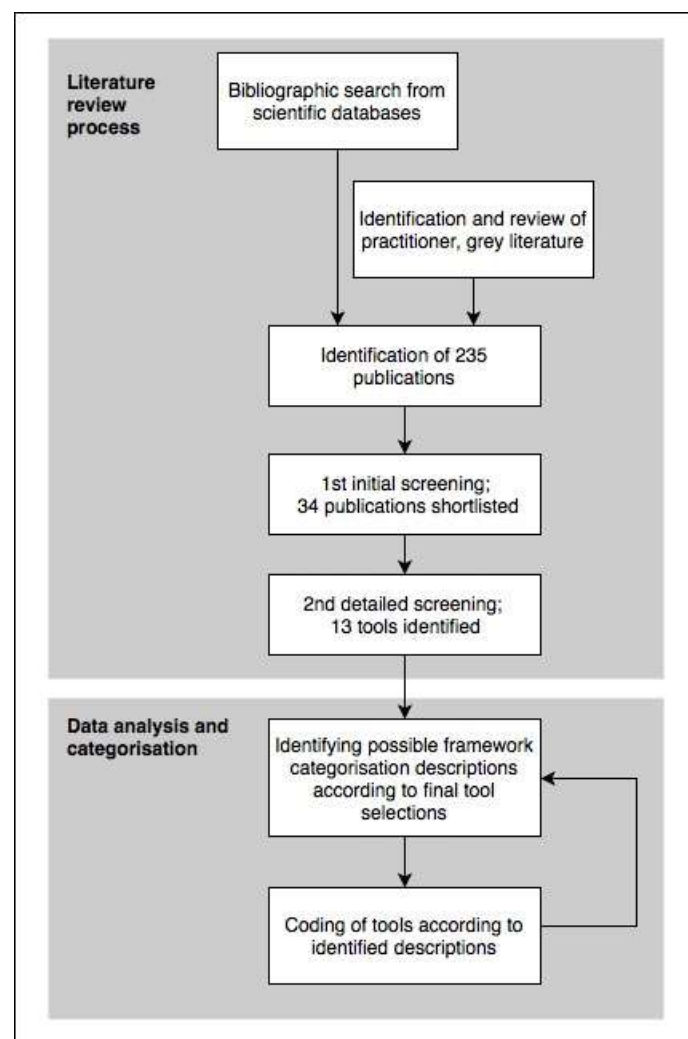 Literature
review
process
Bibliographic search from
scientific databases
Identification and review of
practitioner, grey literature
Identification of 235
publications
1st initial screening;
34 publications shortlisted
2nd detailed screening;
13 tools identified
Data analysis and
categorisation
Identifying possible framework
categorisation descriptions
according to final tool
selections
Coding of tools according to
identified descriptions